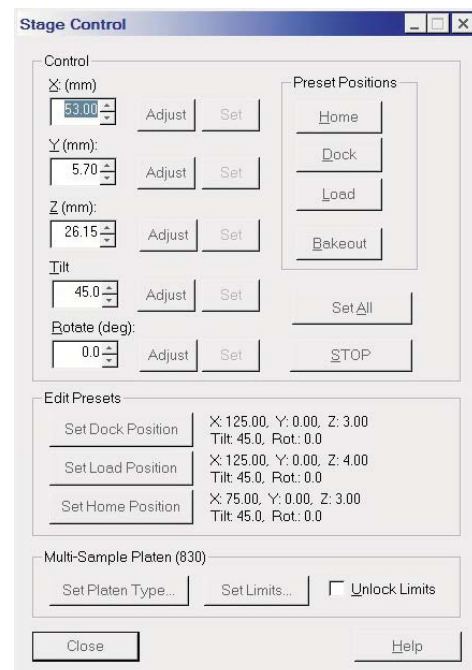 Stage Control
Control
X: (mm)
53.00
Adjust
Set
Y (mm):
5.70
Adjust
Set
Z (mm):
26.15
Adjust
Set
Tilt
45.0
Adjust
Set
Rotate (deg):
0.0
Adjust
Set
Preset Positions
Home
Dock
Load
Bakeout
Set All
STOP
Edit Presets
Set Dock Position
X: 125.00, Y: 0.00, Z: 3.00
Tilt: 45.0, Rot.: 0.0
Set Load Position
X: 125.00, Y: 0.00, Z: 4.00
Tilt: 45.0, Rot.: 0.0
Set Home Position
X: 75.00, Y: 0.00, Z: 3.00
Tilt: 45.0, Rot.: 0.0
Multi-Sample Platen (830)
Set Platen Type...
Set Limits...
Unlock Limits
Close
Help